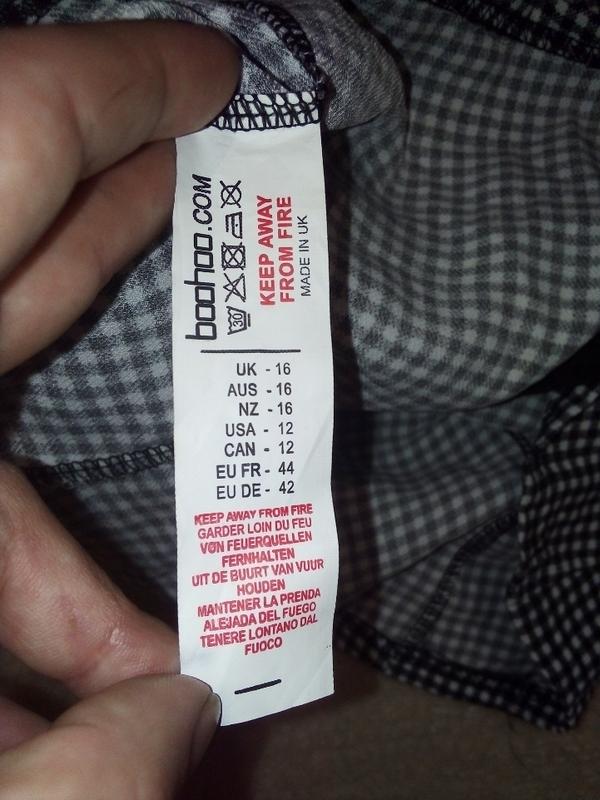 boohoo.COM
30
KEEP AWAY
FROM FIRE
MADE IN UK
UK - 16
AUS - 16
NZ - 16
USA - 12
CAN - 12
EU FR - 44
EU DE - 42
KEEP AWAY FROM FIRE
GARDER LOIN DU FEU
VON FEUERQUELLEN
FERNHALTEN
UIT DE BUURT VAN VUUR
HOUDEN
MANTENER LA PRENDA
ALEJADA DEL FUEGO
TENERE LONTANO DAL
FUOCO